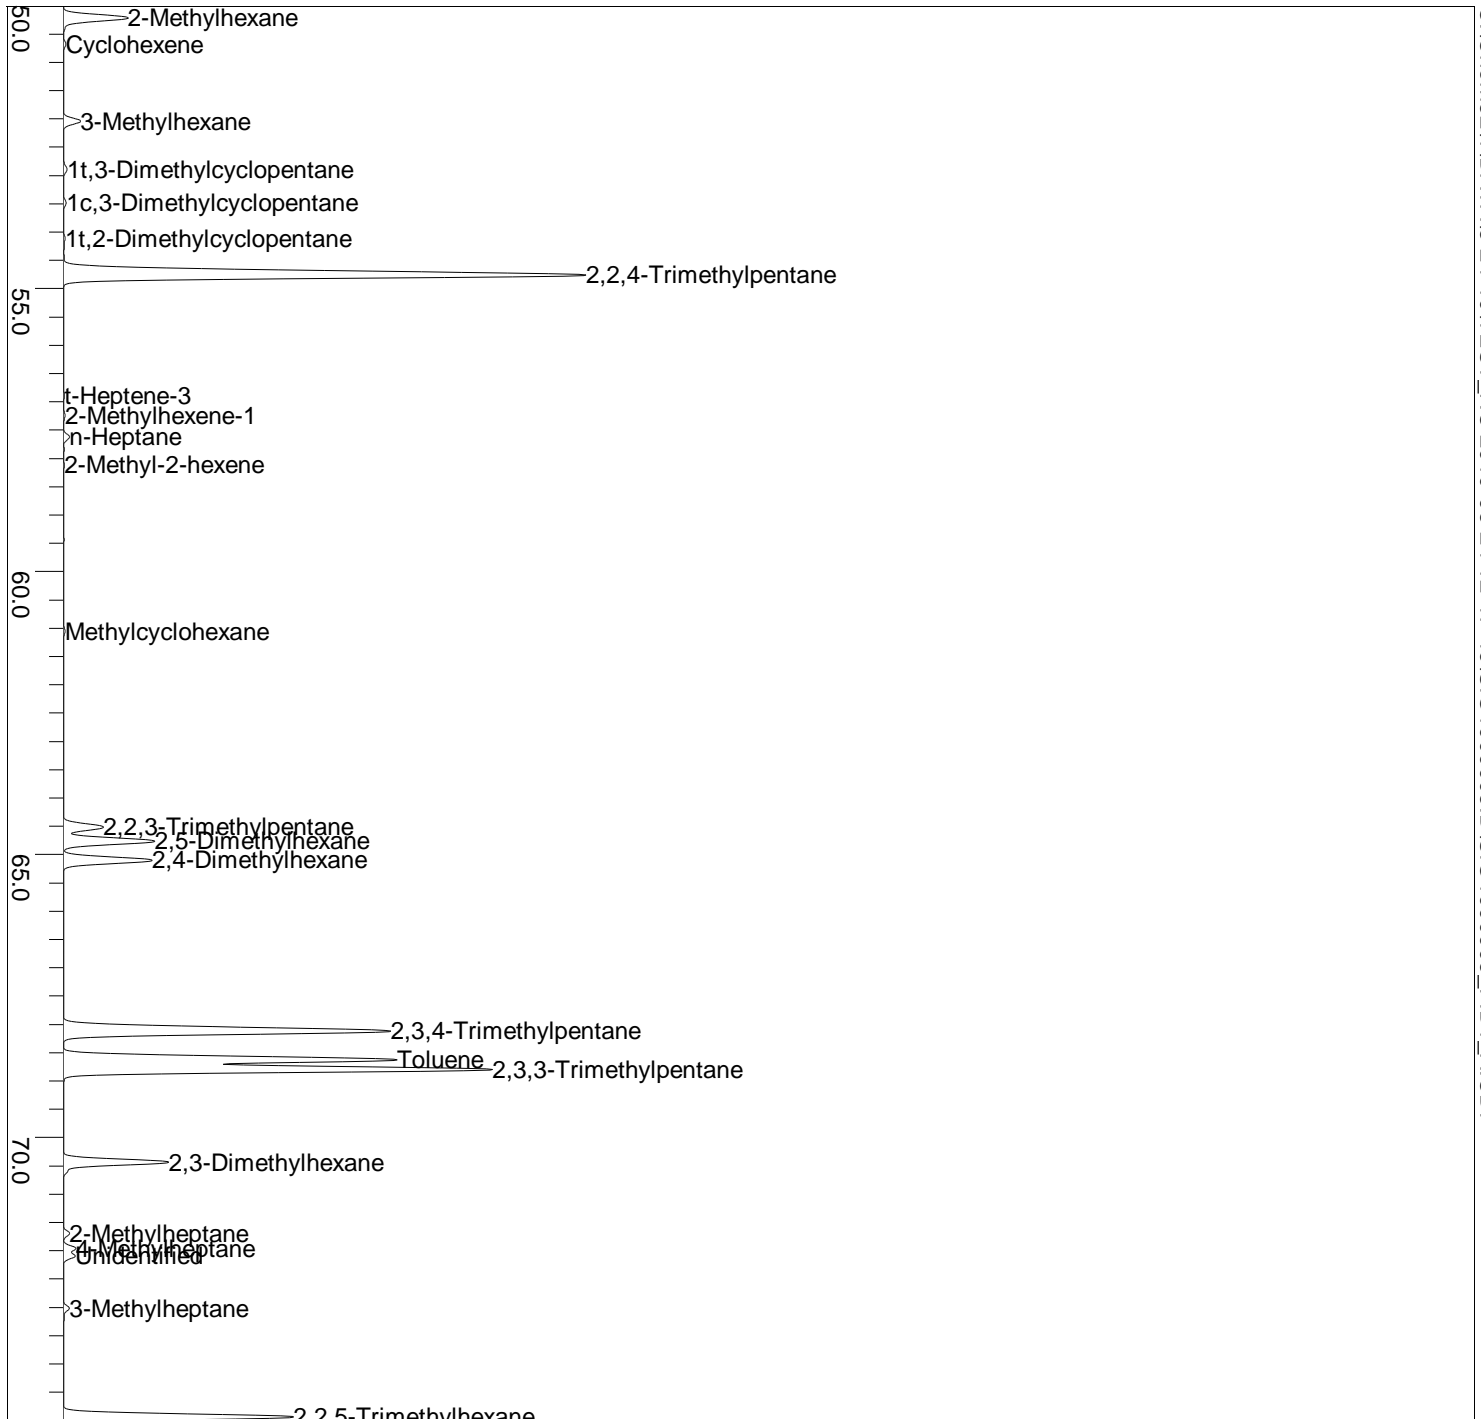 50.0
2-Methylhexane
Cyclohexene
3-Methylhexane
1t,3-Dimethylcyclopentane
1c,3-Dimethylcyclopentane
1t,2-Dimethylcyclopentane
2,2,4-Trimethylpentane
55.0
t-Heptene-3
2-Methylhexene-1
n-Heptane
2-Methyl-2-hexene
60.0
Methylcyclohexane
2,2,3-Trimethylpentane
2,5-Dimethylhexane
2,4-Dimethylhexane
65.0
2,3,4-Trimethylpentane
Toluene
2,3,3-Trimethylpentane
70.0
2,3-Dimethylhexane
2-Methylheptane
4-Methylheptane
Unidentified
3-Methylheptane
2,2,5-Trimethylhexane